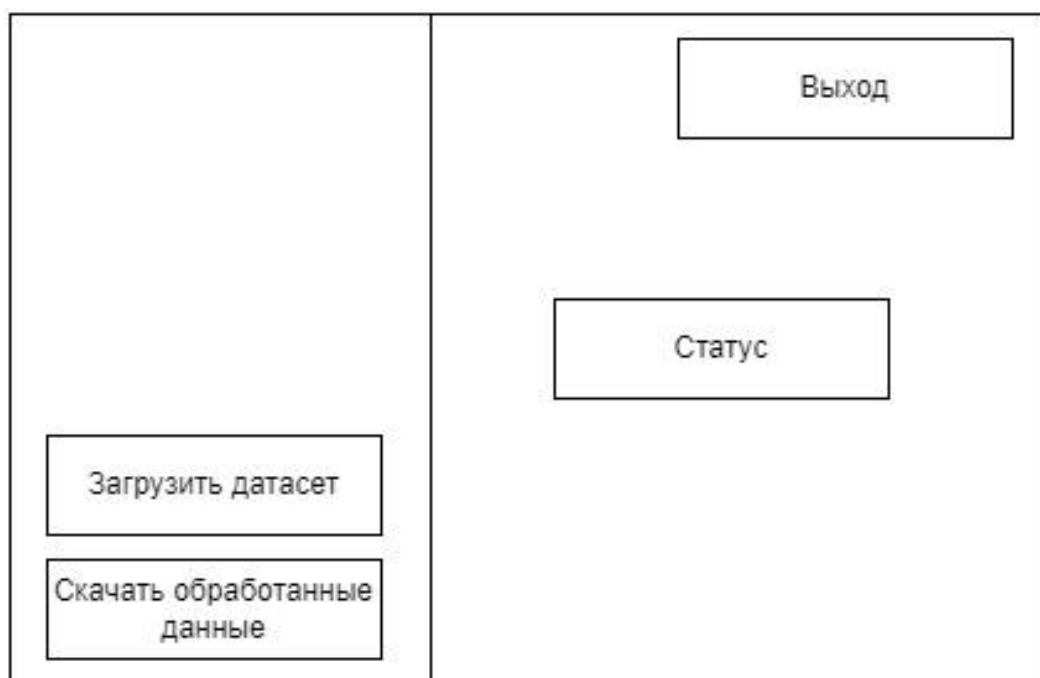 Выход
Статус
Загрузить датасет
Скачать обработанные
данные